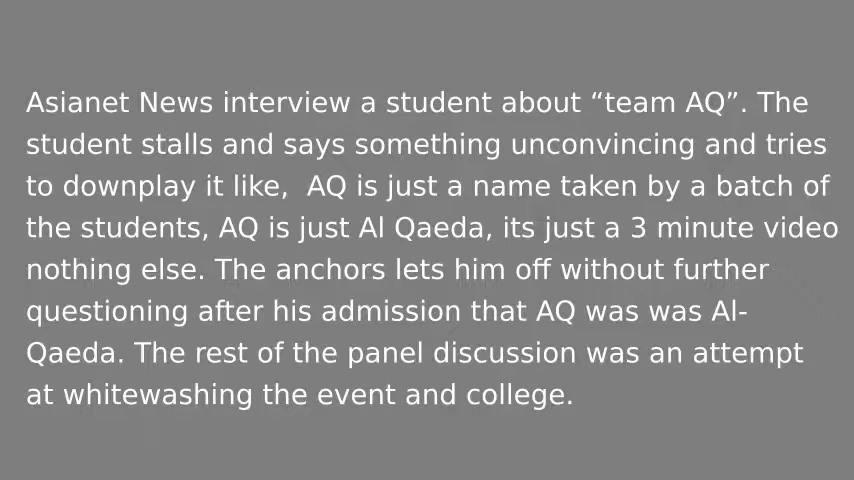 Asianet News interview a student about “team AQ”. The
student stalls and says something unconvincing and tries
to downplay it like,  AQ is just a name taken by a batch of
the students, AQ is just Al Qaeda, its just a 3 minute video
nothing else. The anchors lets him off without further
questioning after his admission that AQ was was Al-
Qaeda. The rest of the panel discussion was an attempt
at whitewashing the event and college.